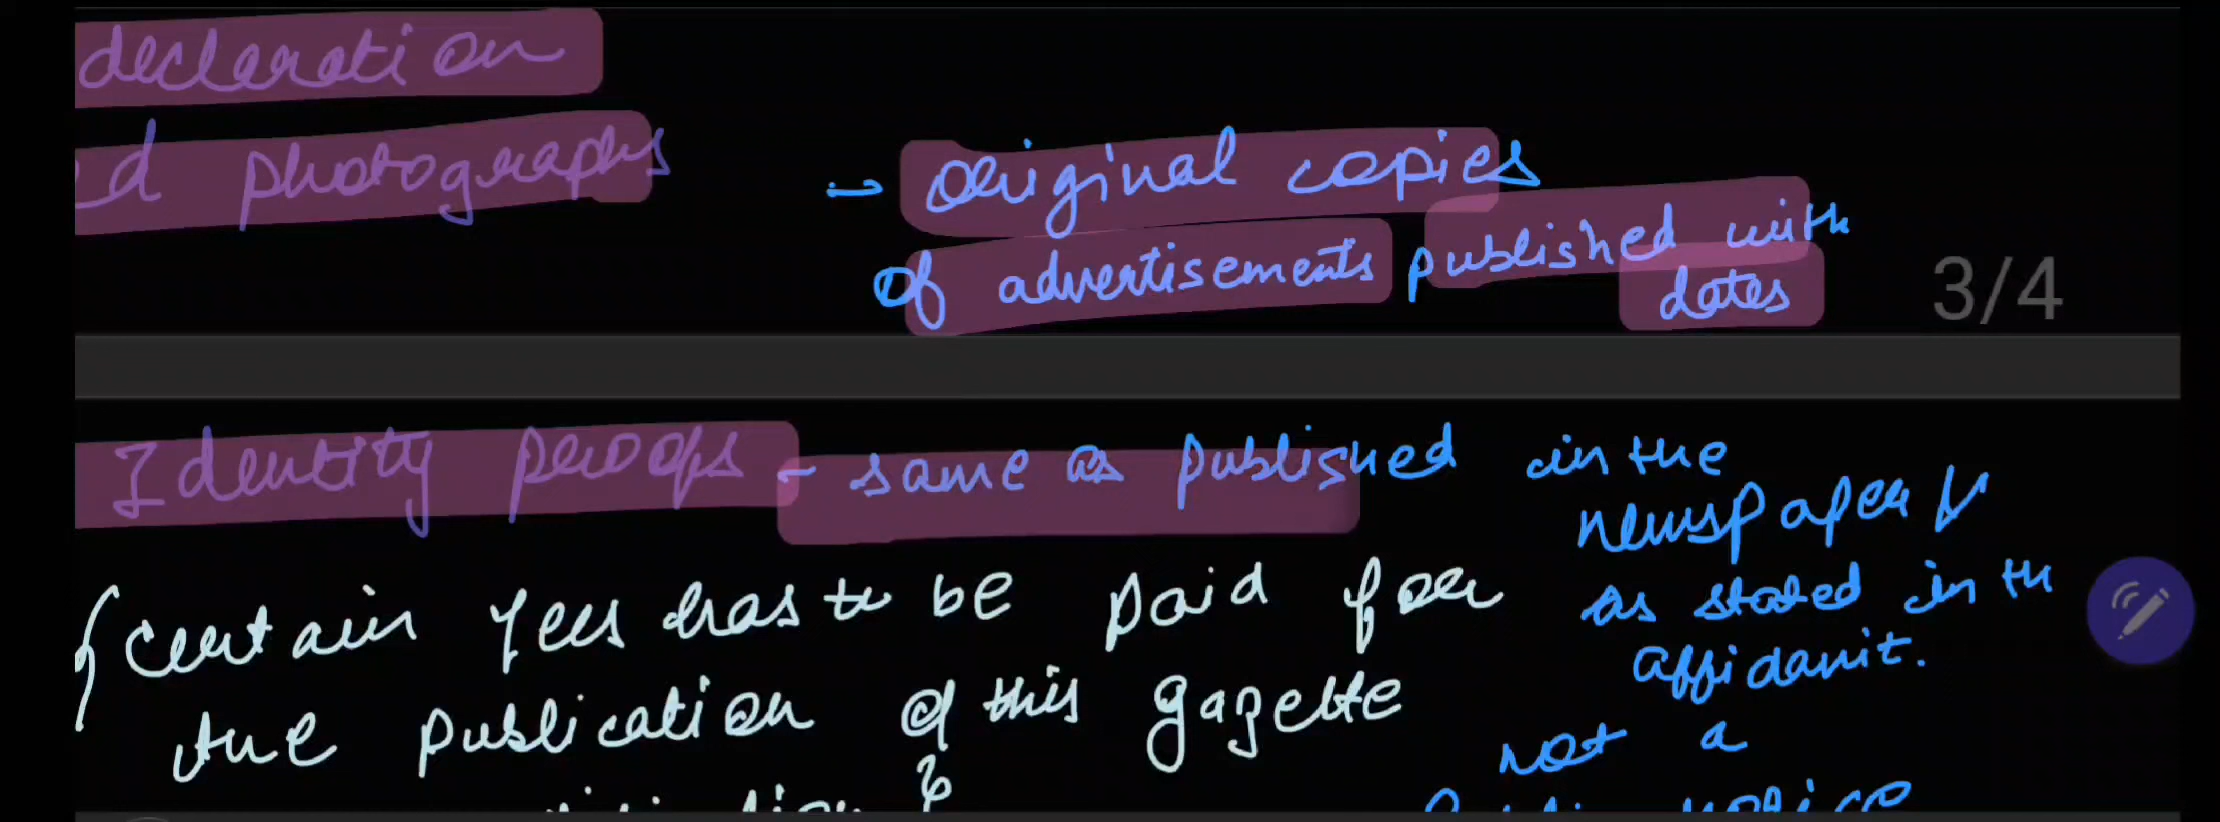 declaration
d photographs
- original copies
of advertisements published with
dates
3/4
Identity proofs - same as published in the
newspaper &
as stated in the
affidavit.
Certain fees has to be paid for
the publication of this gazette
not a